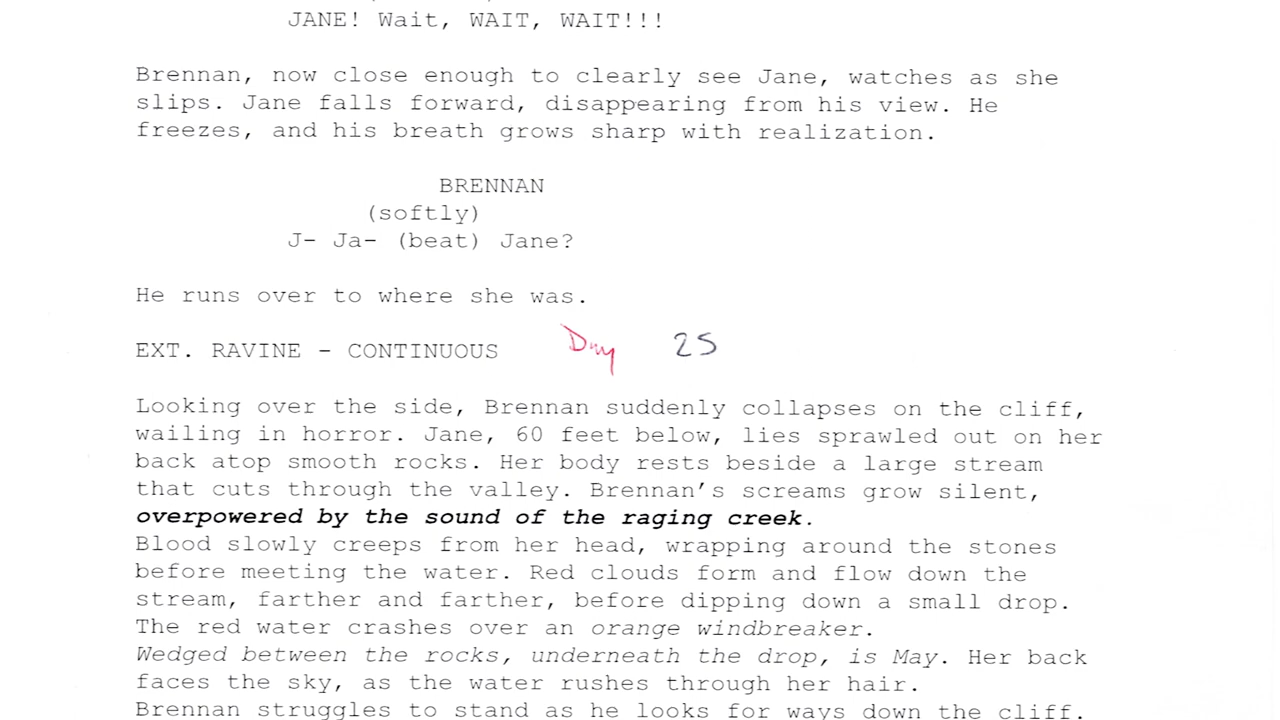 JANE! Wait, WAIT, WAIT!!!
Brennan, now close enough to clearly see Jane, watches as she
slips. Jane falls forward, disappearing from his view. He
freezes, and his breath grows sharp with realization.
BRENNAN
(softly)
J- Ja- (beat) Jane?
He runs over to where she was.
EXT. RAVINE - CONTINUOUS Day 25
Looking over the side, Brennan suddenly collapses on the cliff,
wailing in horror. Jane, 60 feet below, lies sprawled out on her
back atop smooth rocks. Her body rests beside a large stream
that cuts through the valley. Brennan's screams grow silent,
overpowered by the sound of the raging creek.
Blood slowly creeps from her head, wrapping around the stones
before meeting the water. Red clouds form and flow down the
stream, farther and farther, before dipping down a small drop.
The red water crashes over an orange windbreaker.
Wedged between the rocks, underneath the drop, is May. Her back
faces the sky, as the water rushes through her hair.
Brennan struggles to stand as he looks for ways down the cliff.